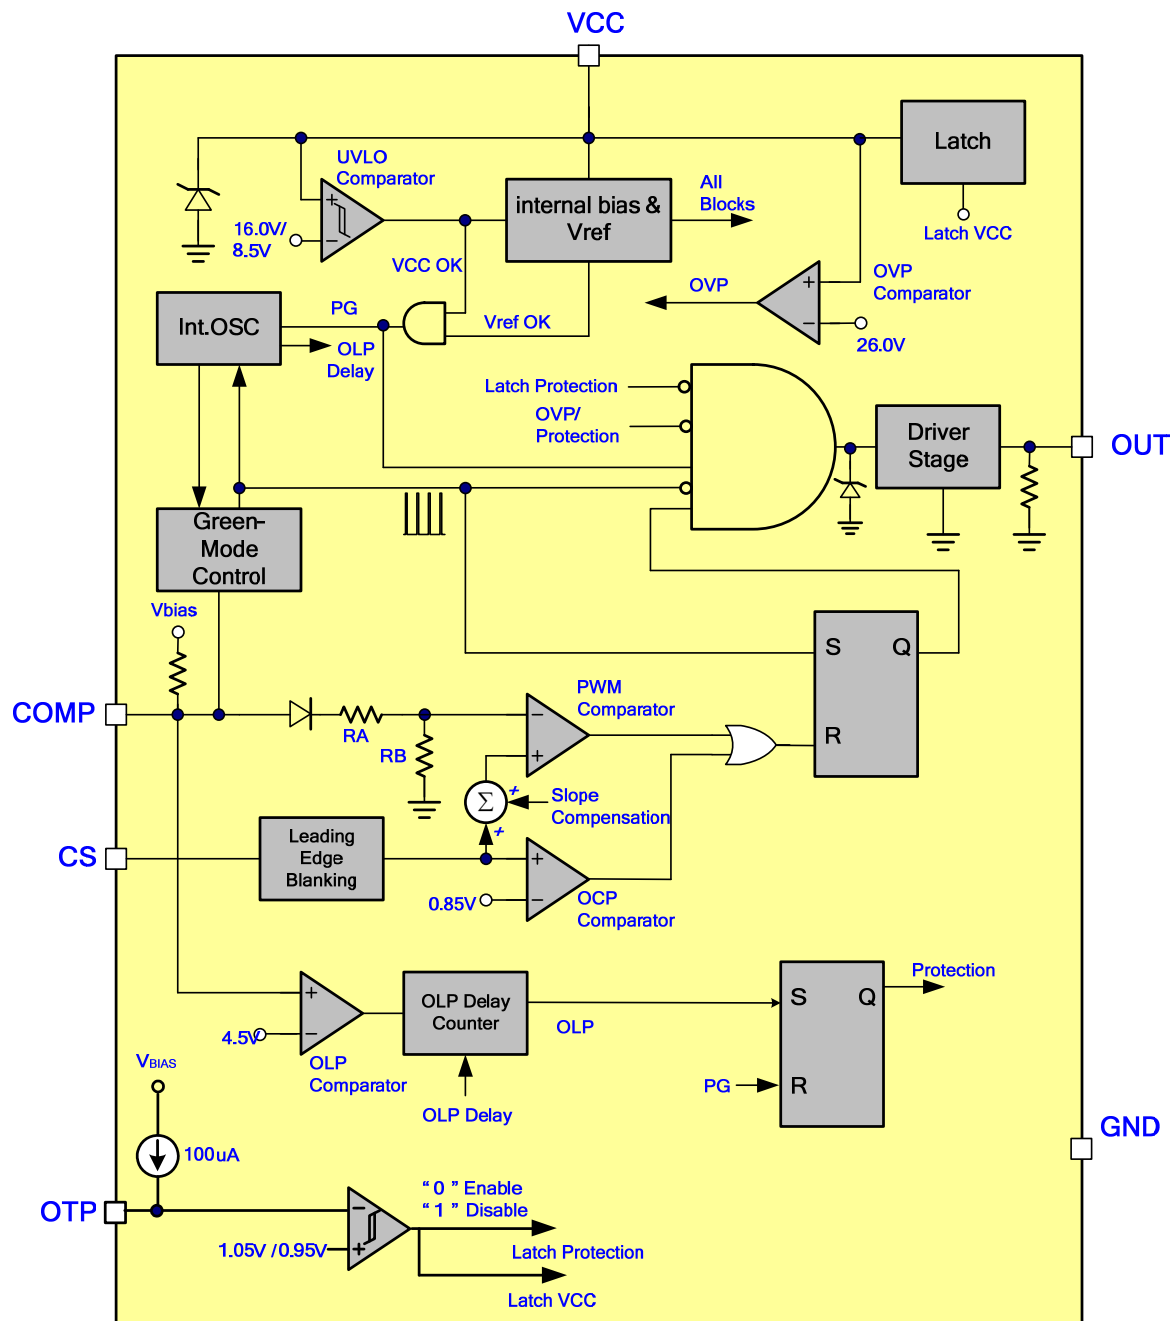 VCC
Latch
UVLO
Comparator
All
Blocks
internal bias &
Vref
16.0V/
8.5V
Latch VCC
VCC OK
OVP
Comparator
OVP
PG
Int.OSC
Vref OK
26.0V
OLP
Delay
Latch Protection
OVP/
Protection
Driver
Stage
OUT
Green-
Mode
Control
Vbias
S
Q
R
PWM
Comparator
COMP
RA
RB
−
+
Σ
+
+
Slope
Compensation
CS
Leading
Edge
Blanking
0.85V
OCP
Comparator
Protection
OLP Delay
Counter
S
Q
OLP
4.5V
OLP
Comparator
VBIAS
PG
R
OLP Delay
GND
100uA
OTP
“ 0 ” Enable
“ 1 ” Disable
1.05V /0.95V
Latch Protection
Latch VCC